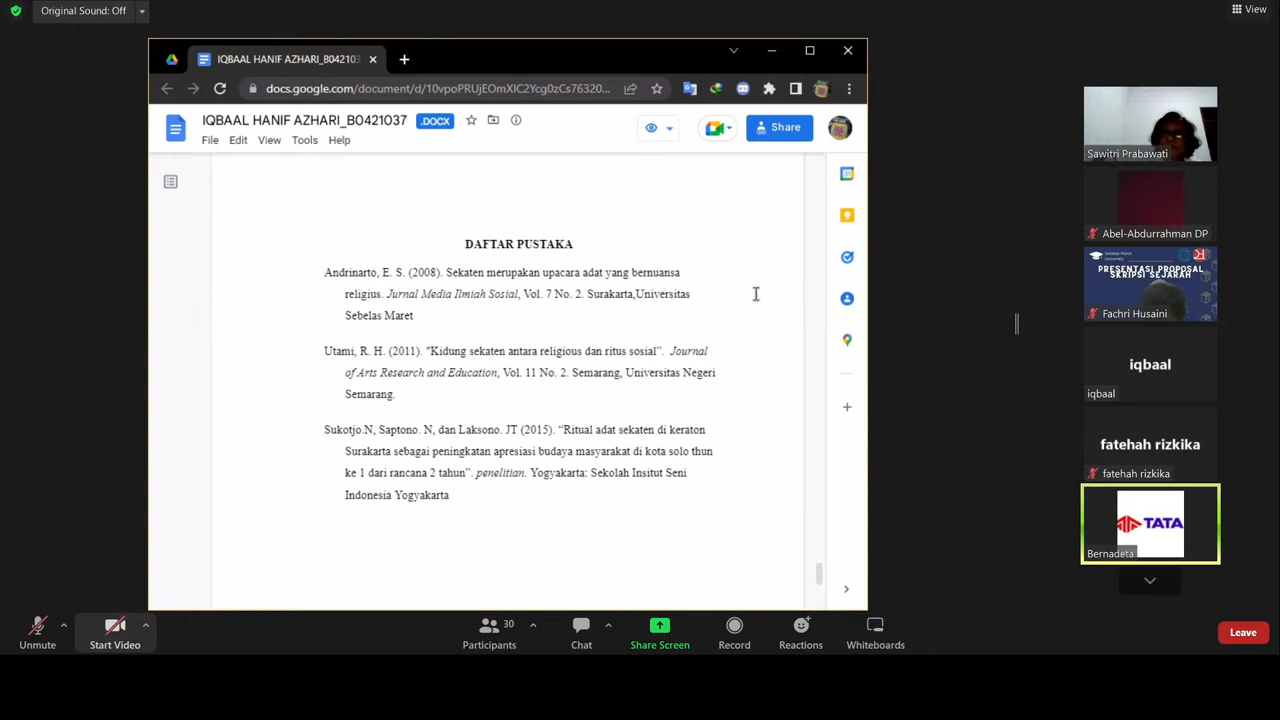 Original Sound: Off
View
IQBAAL HANIF AZHARI_B0421037
docs.google.com/document/d/10vpoPRUjEOmXlC2Ycg0zCs76320...
IQBAAL HANIF AZHARI_B0421037 .DOCX
Share
File Edit View Tools Help
DAFTAR PUSTAKA
Andrinarto, E. S. (2008). Sekaten merupakan upacara adat yang bernuansa
religius. Jurnal Media Ilmiah Sosial, Vol. 7 No. 2. Surakarta,Universitas
Sebelas Maret
Utami, R. H. (2011). "Kidung sekaten antara religious dan ritus sosial". Journal
of Arts Research and Education, Vol. 11 No. 2. Semarang, Universitas Negeri
Semarang.
Sukotjo.N, Saptono. N, dan Laksono. JT (2015). “Ritual adat sekaten di keraton
Surakarta sebagai peningkatan apresiasi budaya masyarakat di kota solo thun
ke 1 dari rancana 2 tahun”. penelitian. Yogyakarta: Sekolah Insitut Seni
Indonesia Yogyakarta
Sawitri Prabawati
Abel-Abdurrahman DP
PRESENTASI PROPOSAL
SKRIPSI SEJARAH
Fachri Husaini
iqbaal
iqbaal
fatehah rizkika
fatehah rizkika
TATA
Bernadeta
Unmute
Start Video
Participants 30
Chat
Share Screen
Record
Reactions
Whiteboards
Leave